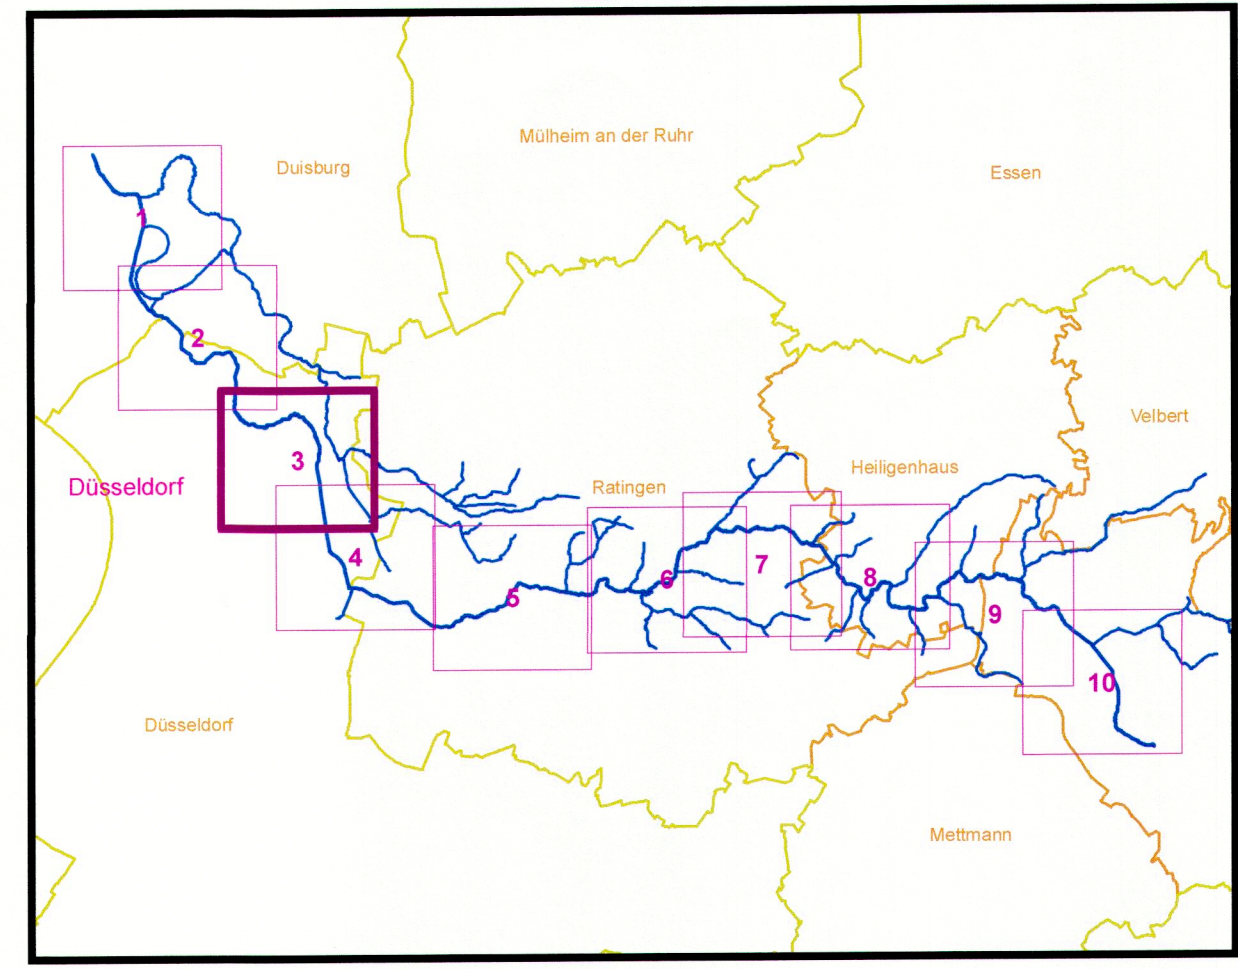 Mülheim an der Ruhr
Duisburg
Essen
1
2
Velbert
3
Heiligenhaus
Düsseldorf
Ratingen
4
7
8
6
5
9
10
Düsseldorf
Mettmann